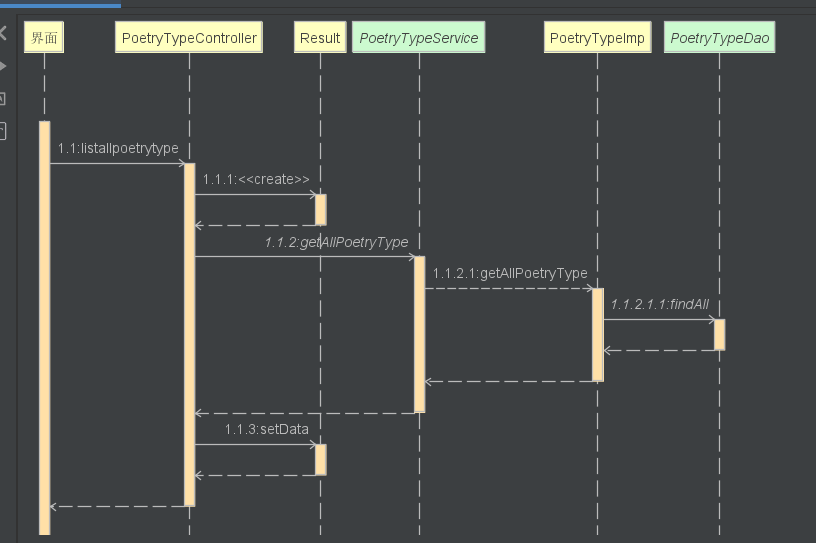 界面
PoetryTypeController
Result
PoetryTypeService
PoetryTypeImp
PoetryTypeDao
1.1:listallpoetrytype
1.1.1:<<create>>
1.1.2:getAllPoetryType
1.1.2.1:getAllPoetryType
1.1.2.1.1:findAll
1.1.3:setData